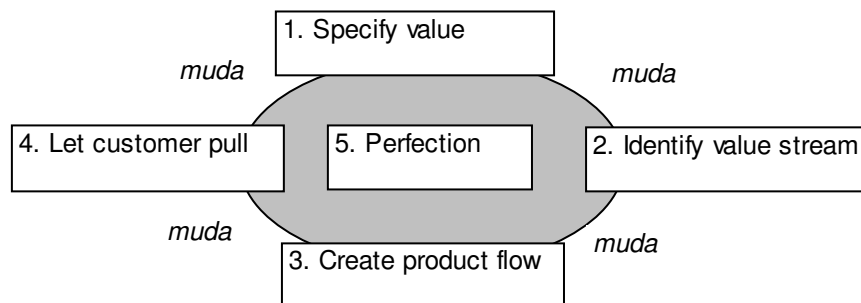 1. Specify value
muda
muda
4. Let customer pull
5. Perfection
2. Identify value stream
muda
muda
3. Create product flow